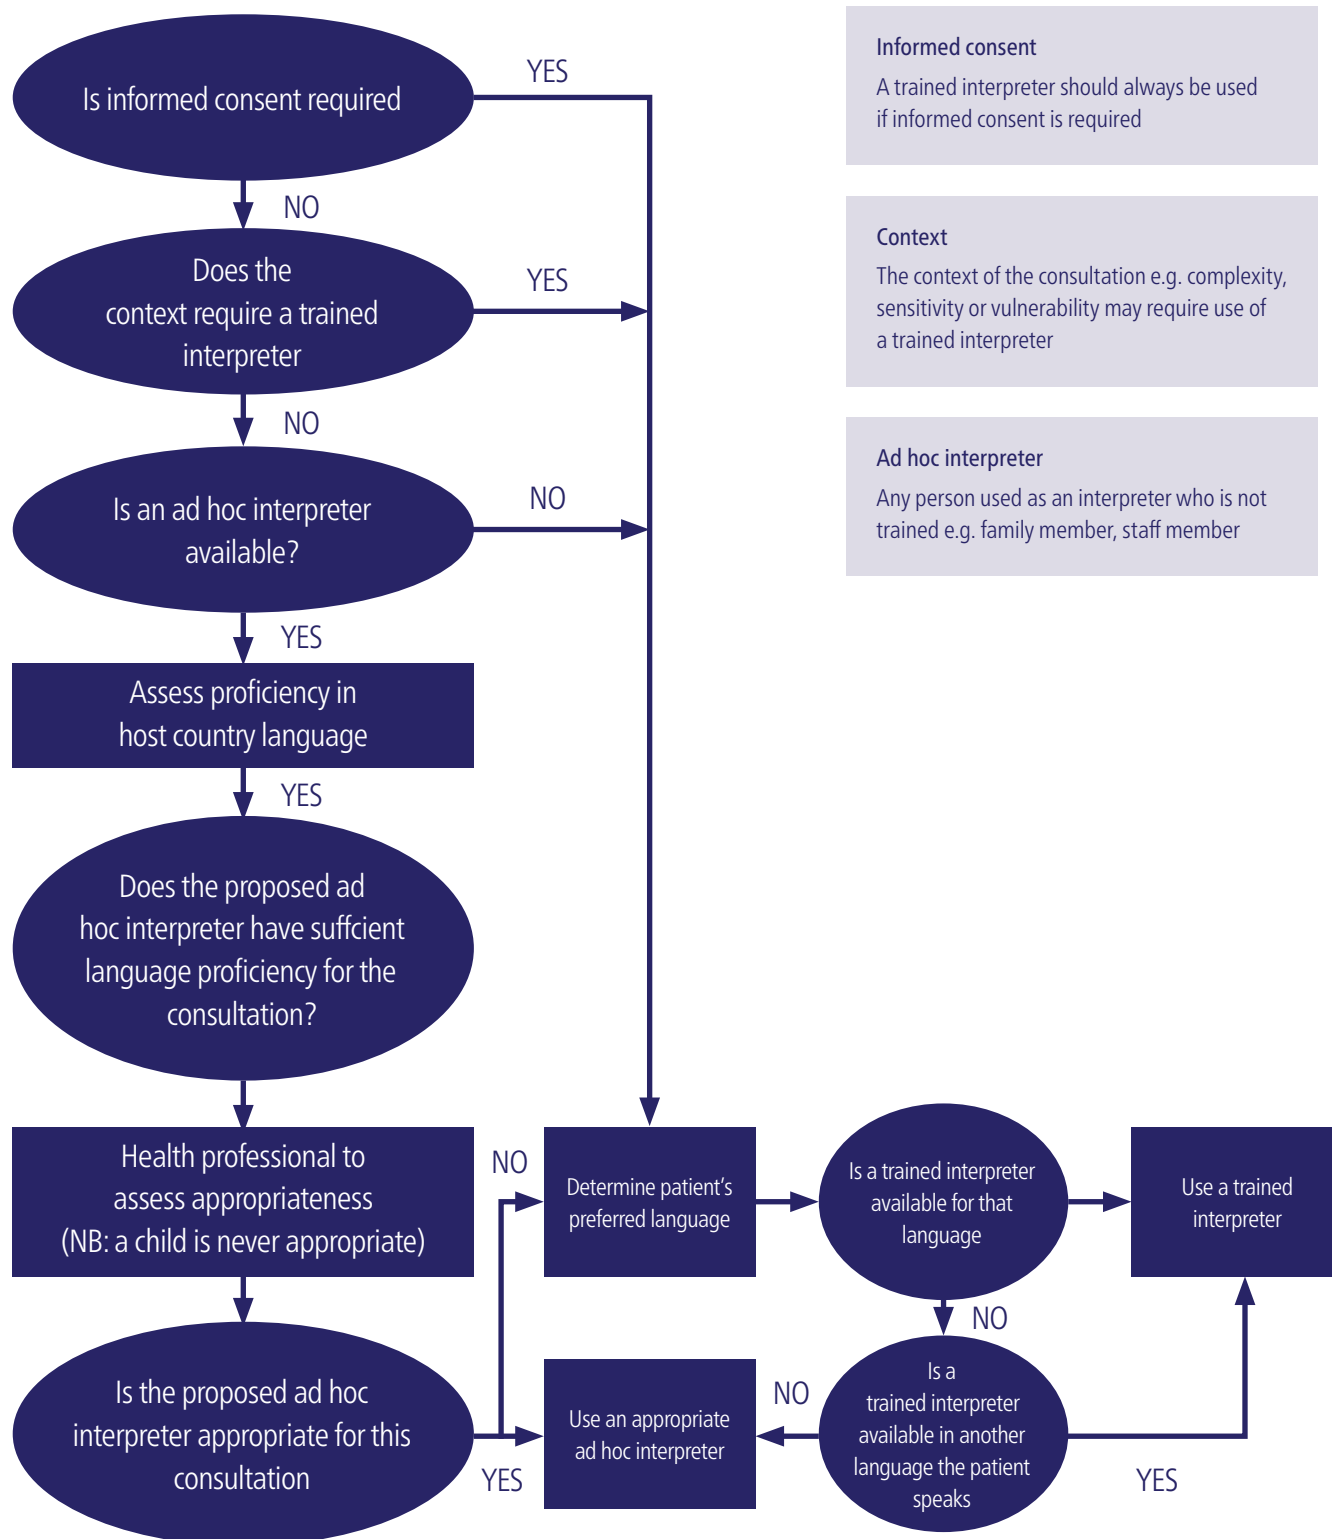 Is informed consent required
YES
NO
Does the
context require a trained
interpreter
YES
NO
Is an ad hoc interpreter
available?
NO
YES
Assess proficiency in
host country language
YES
Does the proposed ad
hoc interpreter have suffcient
language proficiency for the
consultation?
Health professional to
assess appropriateness
(NB: a child is never appropriate)
Is the proposed ad hoc
interpreter appropriate for this
consultation
NO
YES
Determine patient's
preferred language
Use an appropriate
ad hoc interpreter
Is a trained interpreter
available for that
language
NO
Is a
trained interpreter
available in another
language the patient
speaks
NO
YES
Use a trained
interpreter
Informed consent
A trained interpreter should always be used
if informed consent is required
Context
The context of the consultation e.g. complexity,
sensitivity or vulnerability may require use of
a trained interpreter
Ad hoc interpreter
Any person used as an interpreter who is not
trained e.g. family member, staff member